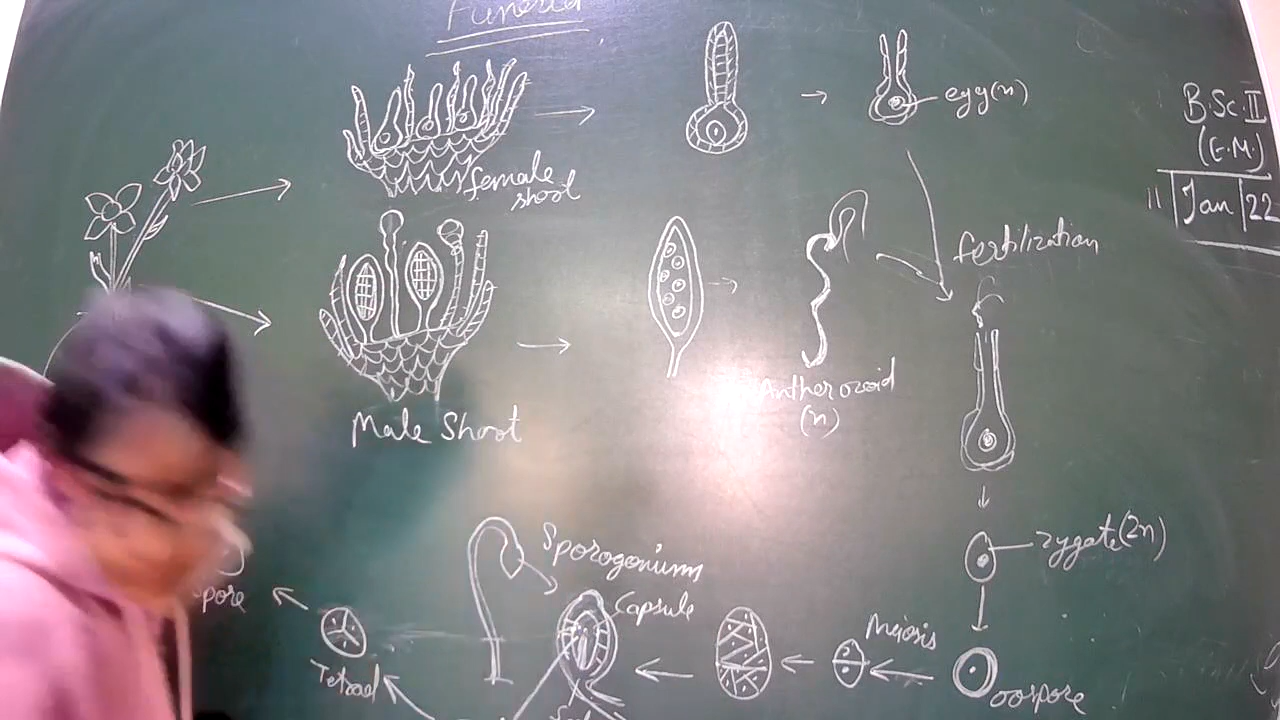 Funeria
egg(n)
B.Sc.II
(E.M.)
11 Jan 22
female
shoot
fertilization
Antherozoid
(n)
Male Shoot
Sporogonium
zygote(2n)
Capsule
Meiosis
Tetrad
oospore